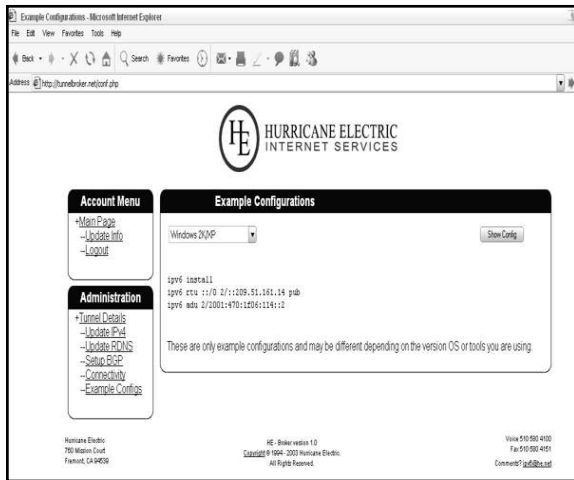 Example Configurations - Microsoft Internet Explorer
File Edit View Favorites Tools Help
Back Search Favorites
Address http://tunnelbroker.net/conf.php
HE HURRICANE ELECTRIC
INTERNET SERVICES
Account Menu
+Main Page
--Update Info
--Logout
Administration
+Tunnel Details
--Update IPv4
--Update RDNS
--Setup BGP
--Connectivity
--Example Configs
Example Configurations
Windows 2K/XP Show Config
ipv6 install
ipv6 rtu ::/0 2/::209.51.161.14 pub
ipv6 adu 2/2001:470:1f06:114::2
These are only example configurations and may be different depending on the version OS or tools you are using.
Hurricane Electric
760 Mission Court
Fremont, CA 94539
HE - Broker version 1.0
Copyright © 1994 - 2003 Hurricane Electric.
All Rights Reserved.
Voice 510 580 4100
Fax 510 580 4151
Comments? ipv6@he.net